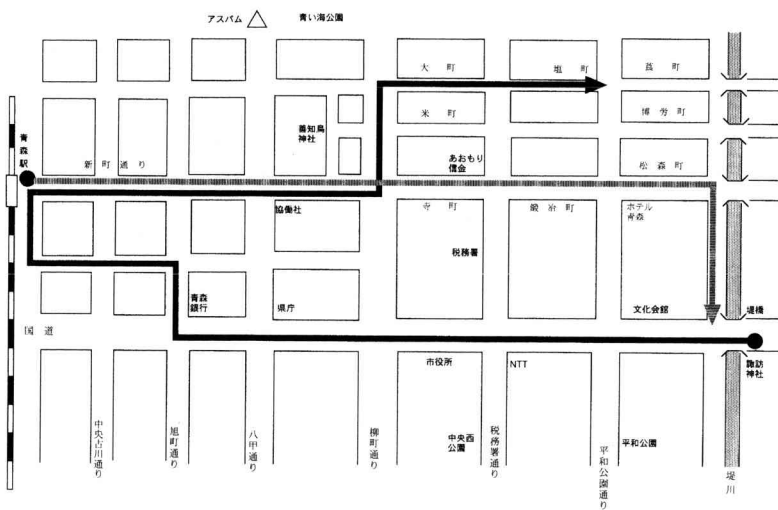 アスパム
青い海公園
大町
塩町
莨町
米町
博労町
善知鳥
神社
青森駅
新町通り
あおもり
信金
松森町
協働社
寺町
鍛冶町
ホテル
青森
税務署
青森
銀行
県庁
文化会館
堤橋
国道
市役所
NTT
諏訪
神社
中央古川通り
旭町通り
八甲通り
柳町通り
中央西
公園
税務署通り
平和公園通り
平和公園
堤川